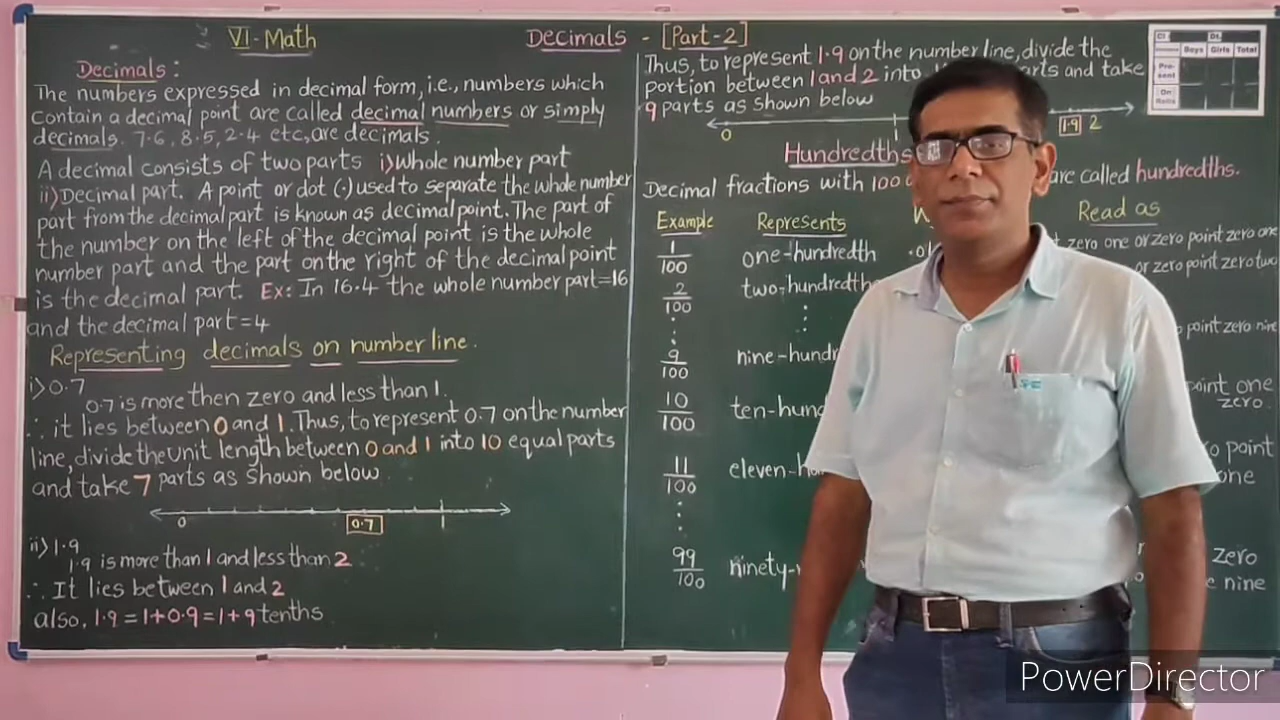 VI-Math
Decimals - [Part-2]
Decimals :
The numbers expressed in decimal form, i.e., numbers which
contain a decimal point are called decimal numbers or simply
decimals. 7.6, 8.5, 2.4 etc, are decimals.
A decimal consists of two parts i) Whole number part
ii) Decimal part. A point or dot (.) used to separate the whole number
part from the decimal part is known as decimal point. The part of
the number on the left of the decimal point is the whole
number part and the part on the right of the decimal point
is the decimal part. Ex: In 16.4 the whole number part=16
and the decimal part=4
Representing decimals on number line.
i) 0.7
0.7 is more then zero and less than 1.
∴ it lies between 0 and 1. Thus, to represent 0.7 on the number
line, divide the unit length between 0 and 1 into 10 equal parts
and take 7 parts as shown below
0 0.7 1
ii) 1.9
1.9 is more than 1 and less than 2
∴ It lies between 1 and 2
also, 1.9 = 1+0.9 = 1+9 tenths
Thus, to represent 1.9 on the number line, divide the
portion between 1 and 2 into parts and take
9 parts as shown below
0 1 1.9 2
Hundredths
Decimal fractions with 100 are called hundredths.
Example Represents Read as
1/100 one-hundredth .01 zero one or zero point zero one
2/100 two-hundredths or zero point zero two
9/100 point zero nine
10/100 point one
zero
11/100 point
one
99/100 zero
nine
Boys Girls Total
Pre-
sent
On
Rolls
PowerDirector